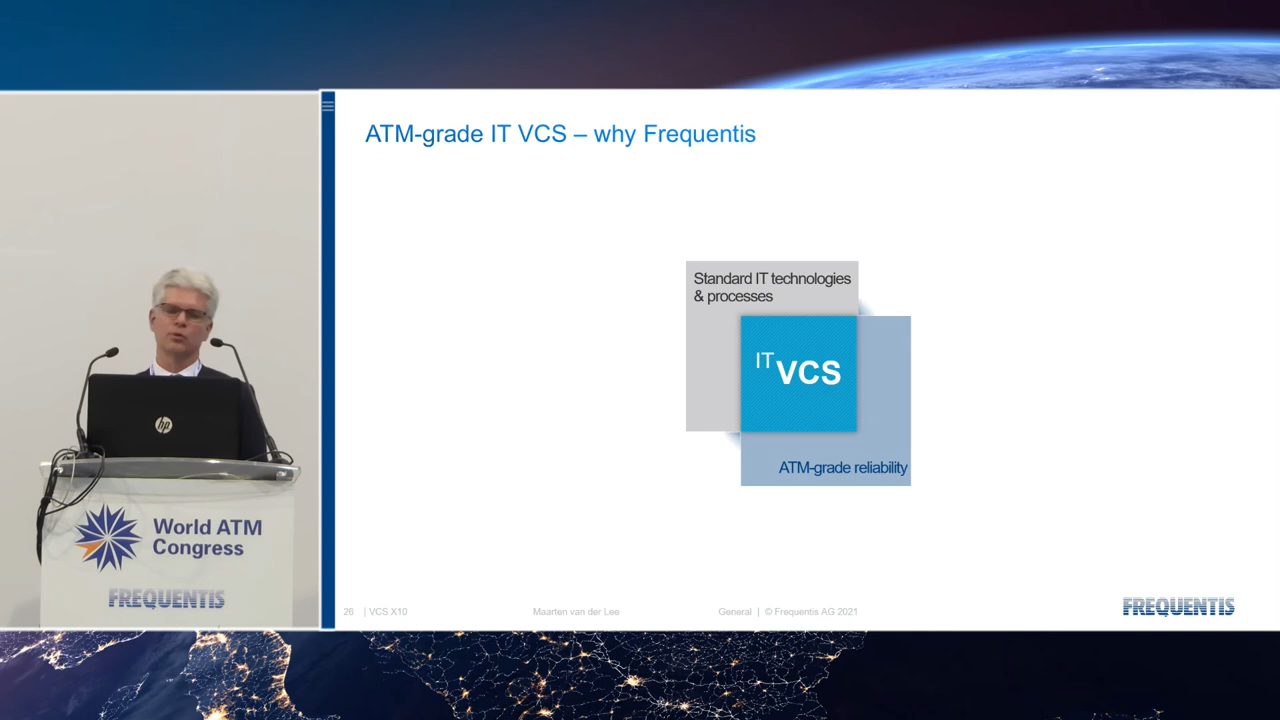 ATM-grade IT VCS – why Frequentis
Standard IT technologies
& processes
IT VCS
ATM-grade reliability
hp
World ATM
Congress
FREQUENTIS
26 | VCS X10
Maarten van der Lee
General | © Frequentis AG 2021
FREQUENTIS